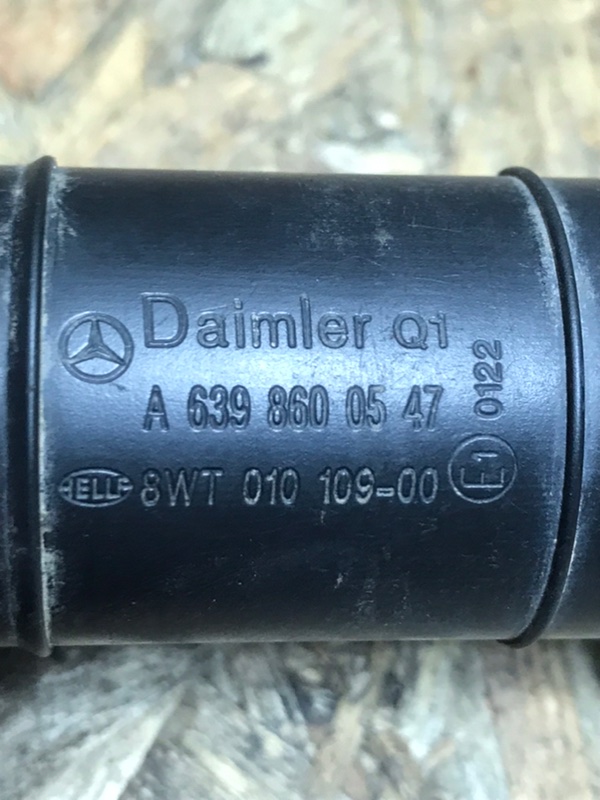 Daimler Q1
A 639 860 05 47
HELLA 8WT 010 109-00
E1
0122